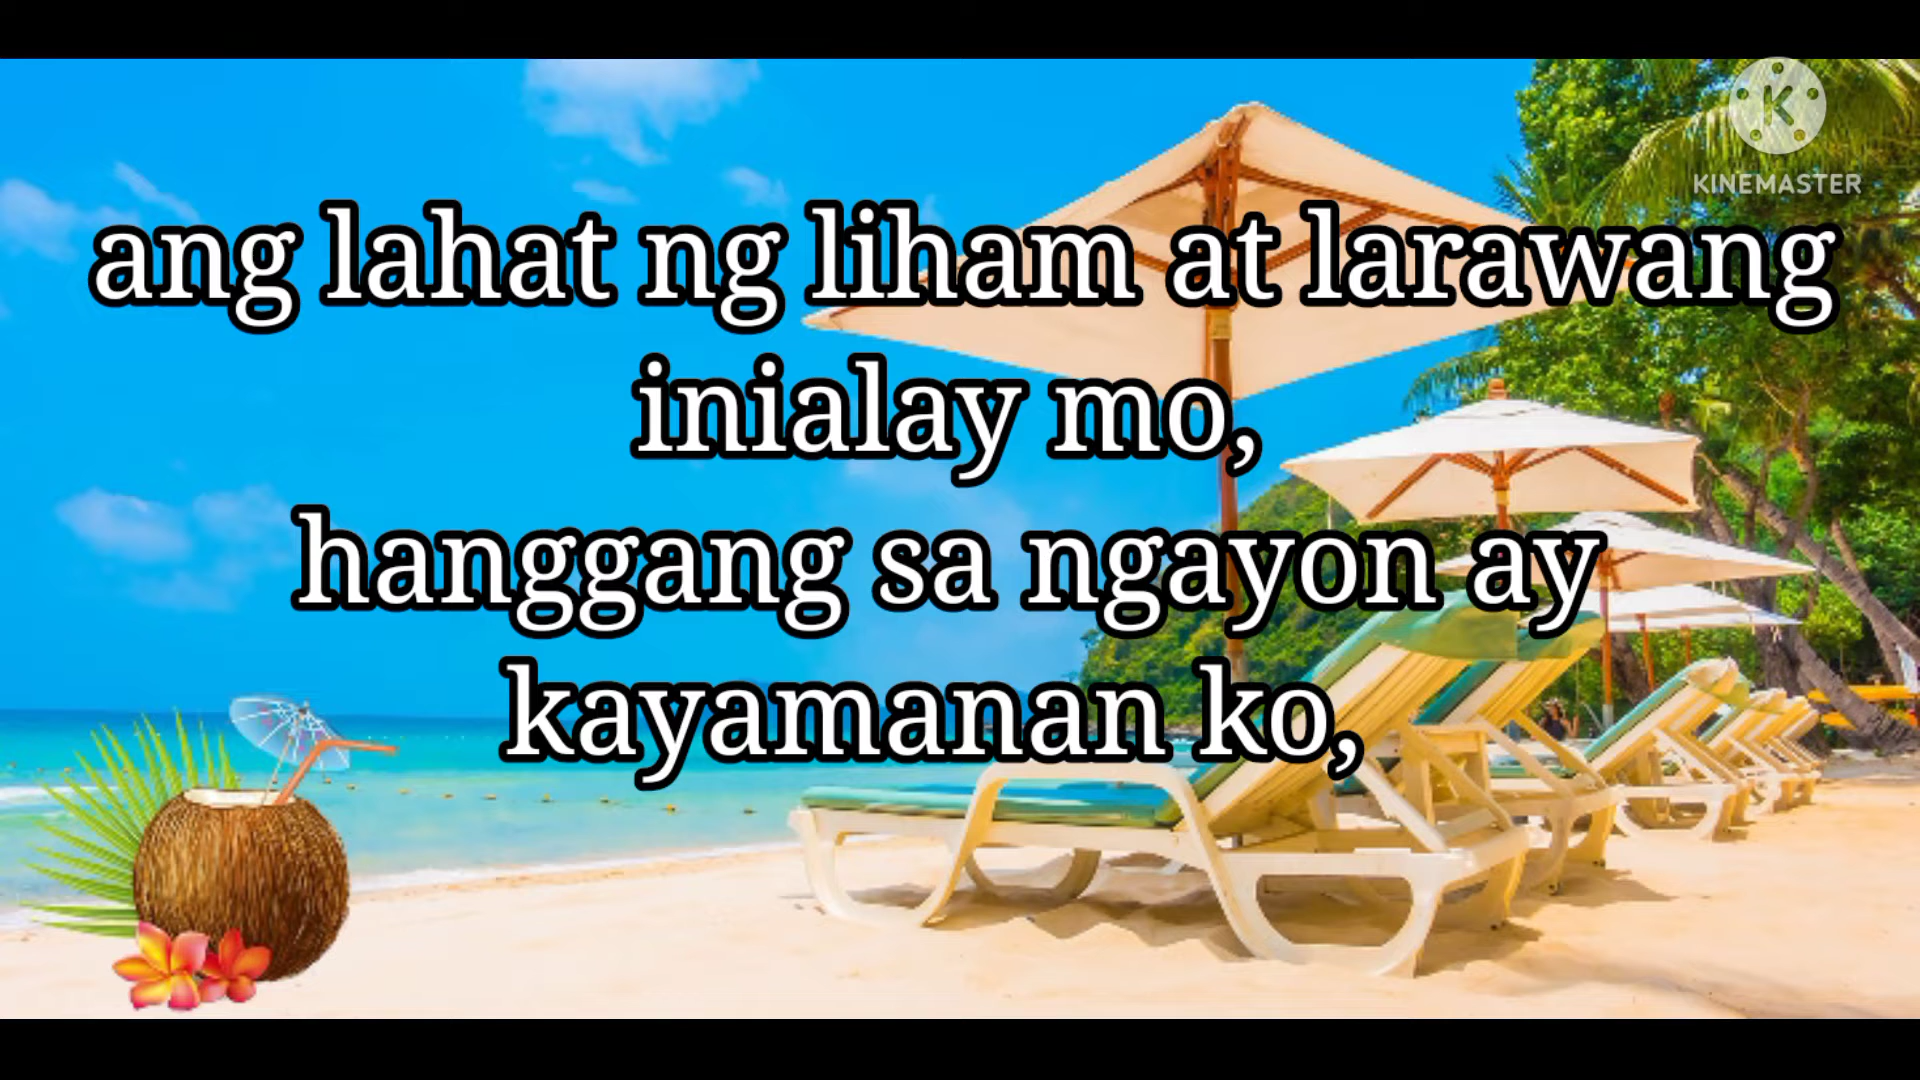 KINEMASTER
ang lahat ng liham at larawang
inialay mo,
hanggang sa ngayon ay
kayamanan ko,